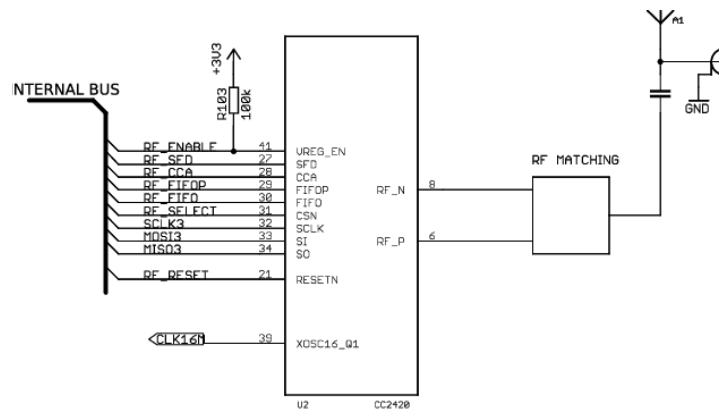 A1
+3V3
INTERNAL BUS
R103
100k
GND
RF_ENABLE 41 VREG_EN
RF_SFD 27 SFD
RF_CCA 28 CCA
RF_FIFOP 29 FIFOP
RF_FIFO 30 FIFO
RF_SELECT 31 CSN
SCLK3 32 SCLK
MOSI3 33 SI
MISO3 34 SO
RF_RESET 21 RESETN
RF_N 8
RF_P 6
RF MATCHING
CLK16M 39 XOSC16_Q1
U2 CC2420